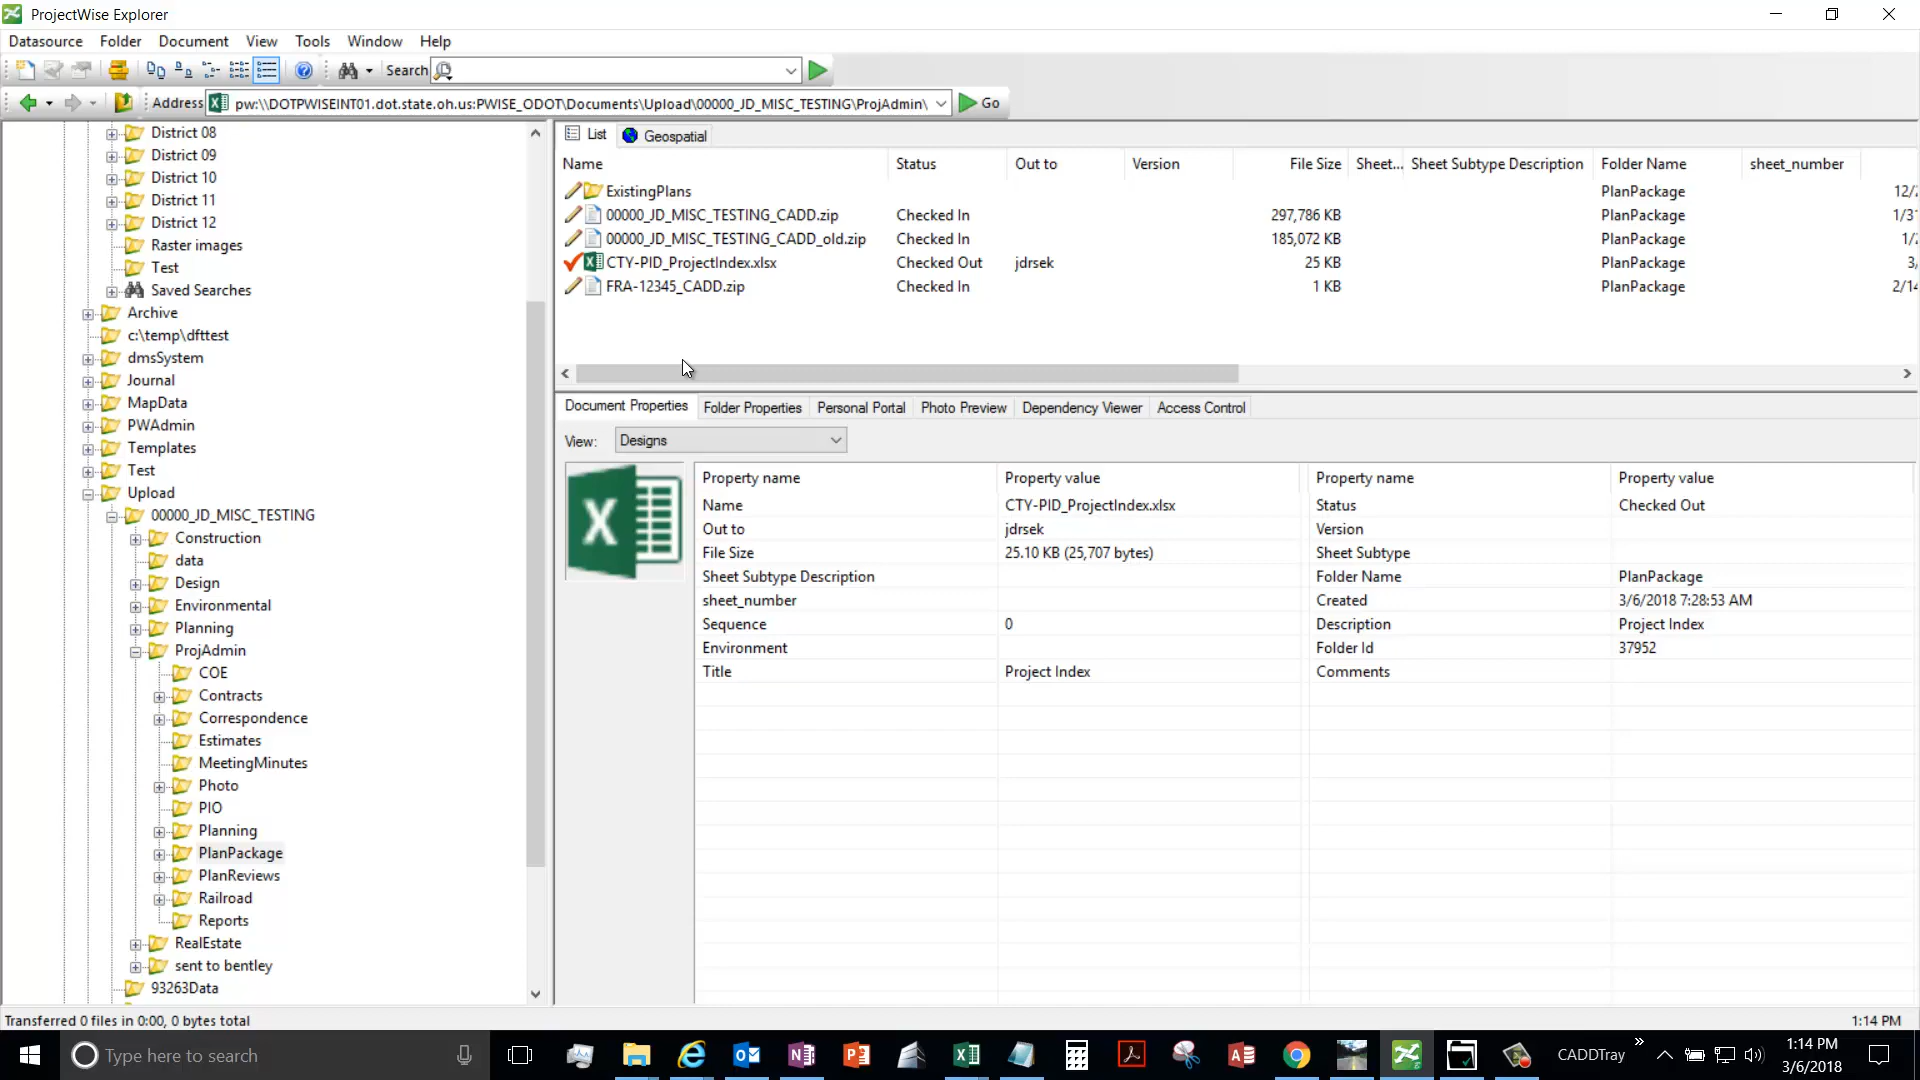 ProjectWise Explorer
Datasource Folder Document View Tools Window Help
Search
Address pw:\\DOTPWISEINT01.dot.state.oh.us:PWISE_ODOT\Documents\Upload\00000_JD_MISC_TESTING\ProjAdmin\ Go
District 08
District 09
District 10
District 11
District 12
Raster images
Test
Saved Searches
Archive
c:\temp\dfttest
dmsSystem
Journal
MapData
PWAdmin
Templates
Test
Upload
00000_JD_MISC_TESTING
Construction
data
Design
Environmental
Planning
ProjAdmin
COE
Contracts
Correspondence
Estimates
MeetingMinutes
Photo
PIO
Planning
PlanPackage
PlanReviews
Railroad
Reports
RealEstate
sent to bentley
93263Data
List Geospatial
Name Status Out to Version File Size Sheet... Sheet Subtype Description Folder Name sheet_number
ExistingPlans PlanPackage 12/
00000_JD_MISC_TESTING_CADD.zip Checked In 297,786 KB PlanPackage 1/31
00000_JD_MISC_TESTING_CADD_old.zip Checked In 185,072 KB PlanPackage 1/
CTY-PID_ProjectIndex.xlsx Checked Out jdrsek 25 KB PlanPackage 3/
FRA-12345_CADD.zip Checked In 1 KB PlanPackage 2/14
Document Properties Folder Properties Personal Portal Photo Preview Dependency Viewer Access Control
View: Designs
Property name Property value Property name Property value
Name CTY-PID_ProjectIndex.xlsx Status Checked Out
Out to jdrsek Version
File Size 25.10 KB (25,707 bytes) Sheet Subtype
Sheet Subtype Description Folder Name PlanPackage
sheet_number Created 3/6/2018 7:28:53 AM
Sequence 0 Description Project Index
Environment Folder Id 37952
Title Project Index Comments
Transferred 0 files in 0:00, 0 bytes total 1:14 PM
Type here to search CADDTray » 1:14 PM
3/6/2018